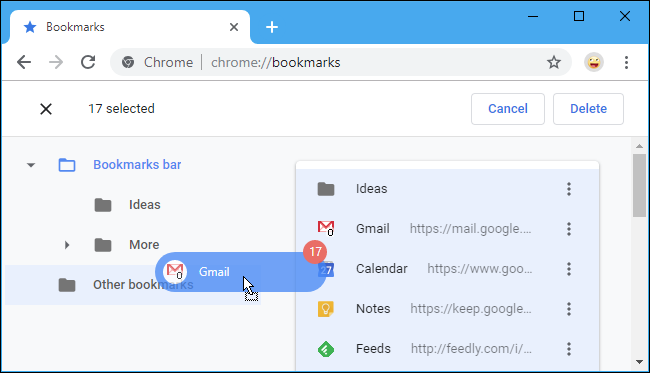 Bookmarks
Chrome | chrome://bookmarks
17 selected
Cancel
Delete
Bookmarks bar
Ideas
More
Other bookmarks
Gmail
17
Ideas
Gmail https://mail.google....
Calendar https://www.goo...
Notes https://keep.google...
Feeds http://feedly.com/i/...